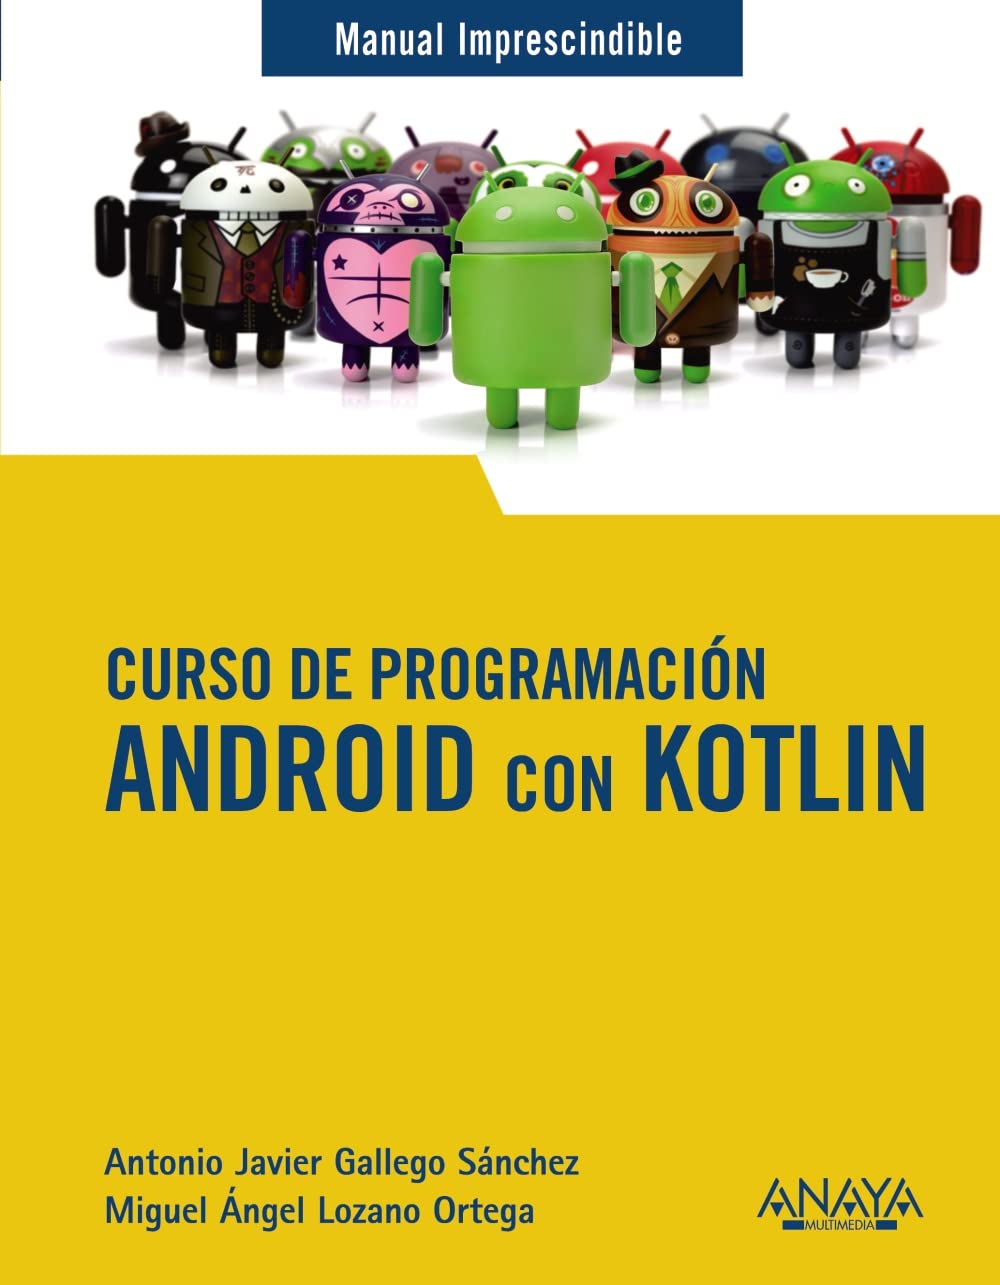 Manual Imprescindible
CURSO DE PROGRAMACIÓN
ANDROID CON KOTLIN
Antonio Javier Gallego Sánchez
Miguel Ángel Lozano Ortega
ANAYA
MULTIMEDIA